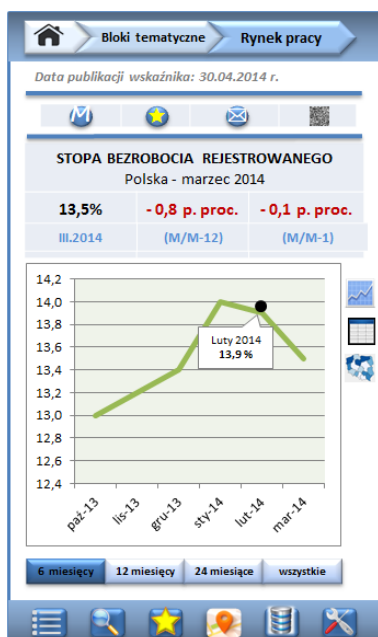 Bloki tematyczne Rynek pracy
Data publikacji wskaźnika: 30.04.2014 r.
M
STOPA BEZROBOCIA REJESTROWANEGO
Polska - marzec 2014
13,5% - 0,8 p. proc. - 0,1 p. proc.
III.2014 (M/M-12) (M/M-1)
14,2
14,0
13,8
13,6
13,4
13,2
13,0
12,8
12,6
12,4
Luty 2014
13,9 %
paź-13 lis-13 gru-13 sty-14 lut-14 mar-14
6 miesięcy 12 miesięcy 24 miesiące wszystkie